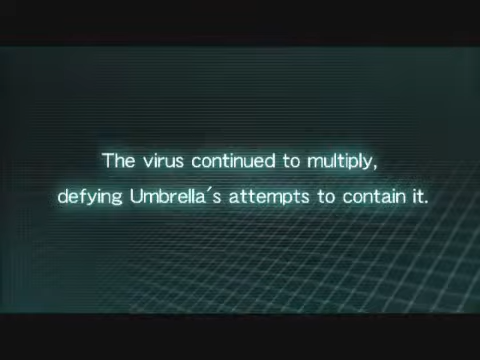 The virus continued to multiply,
defying Umbrella's attempts to contain it.